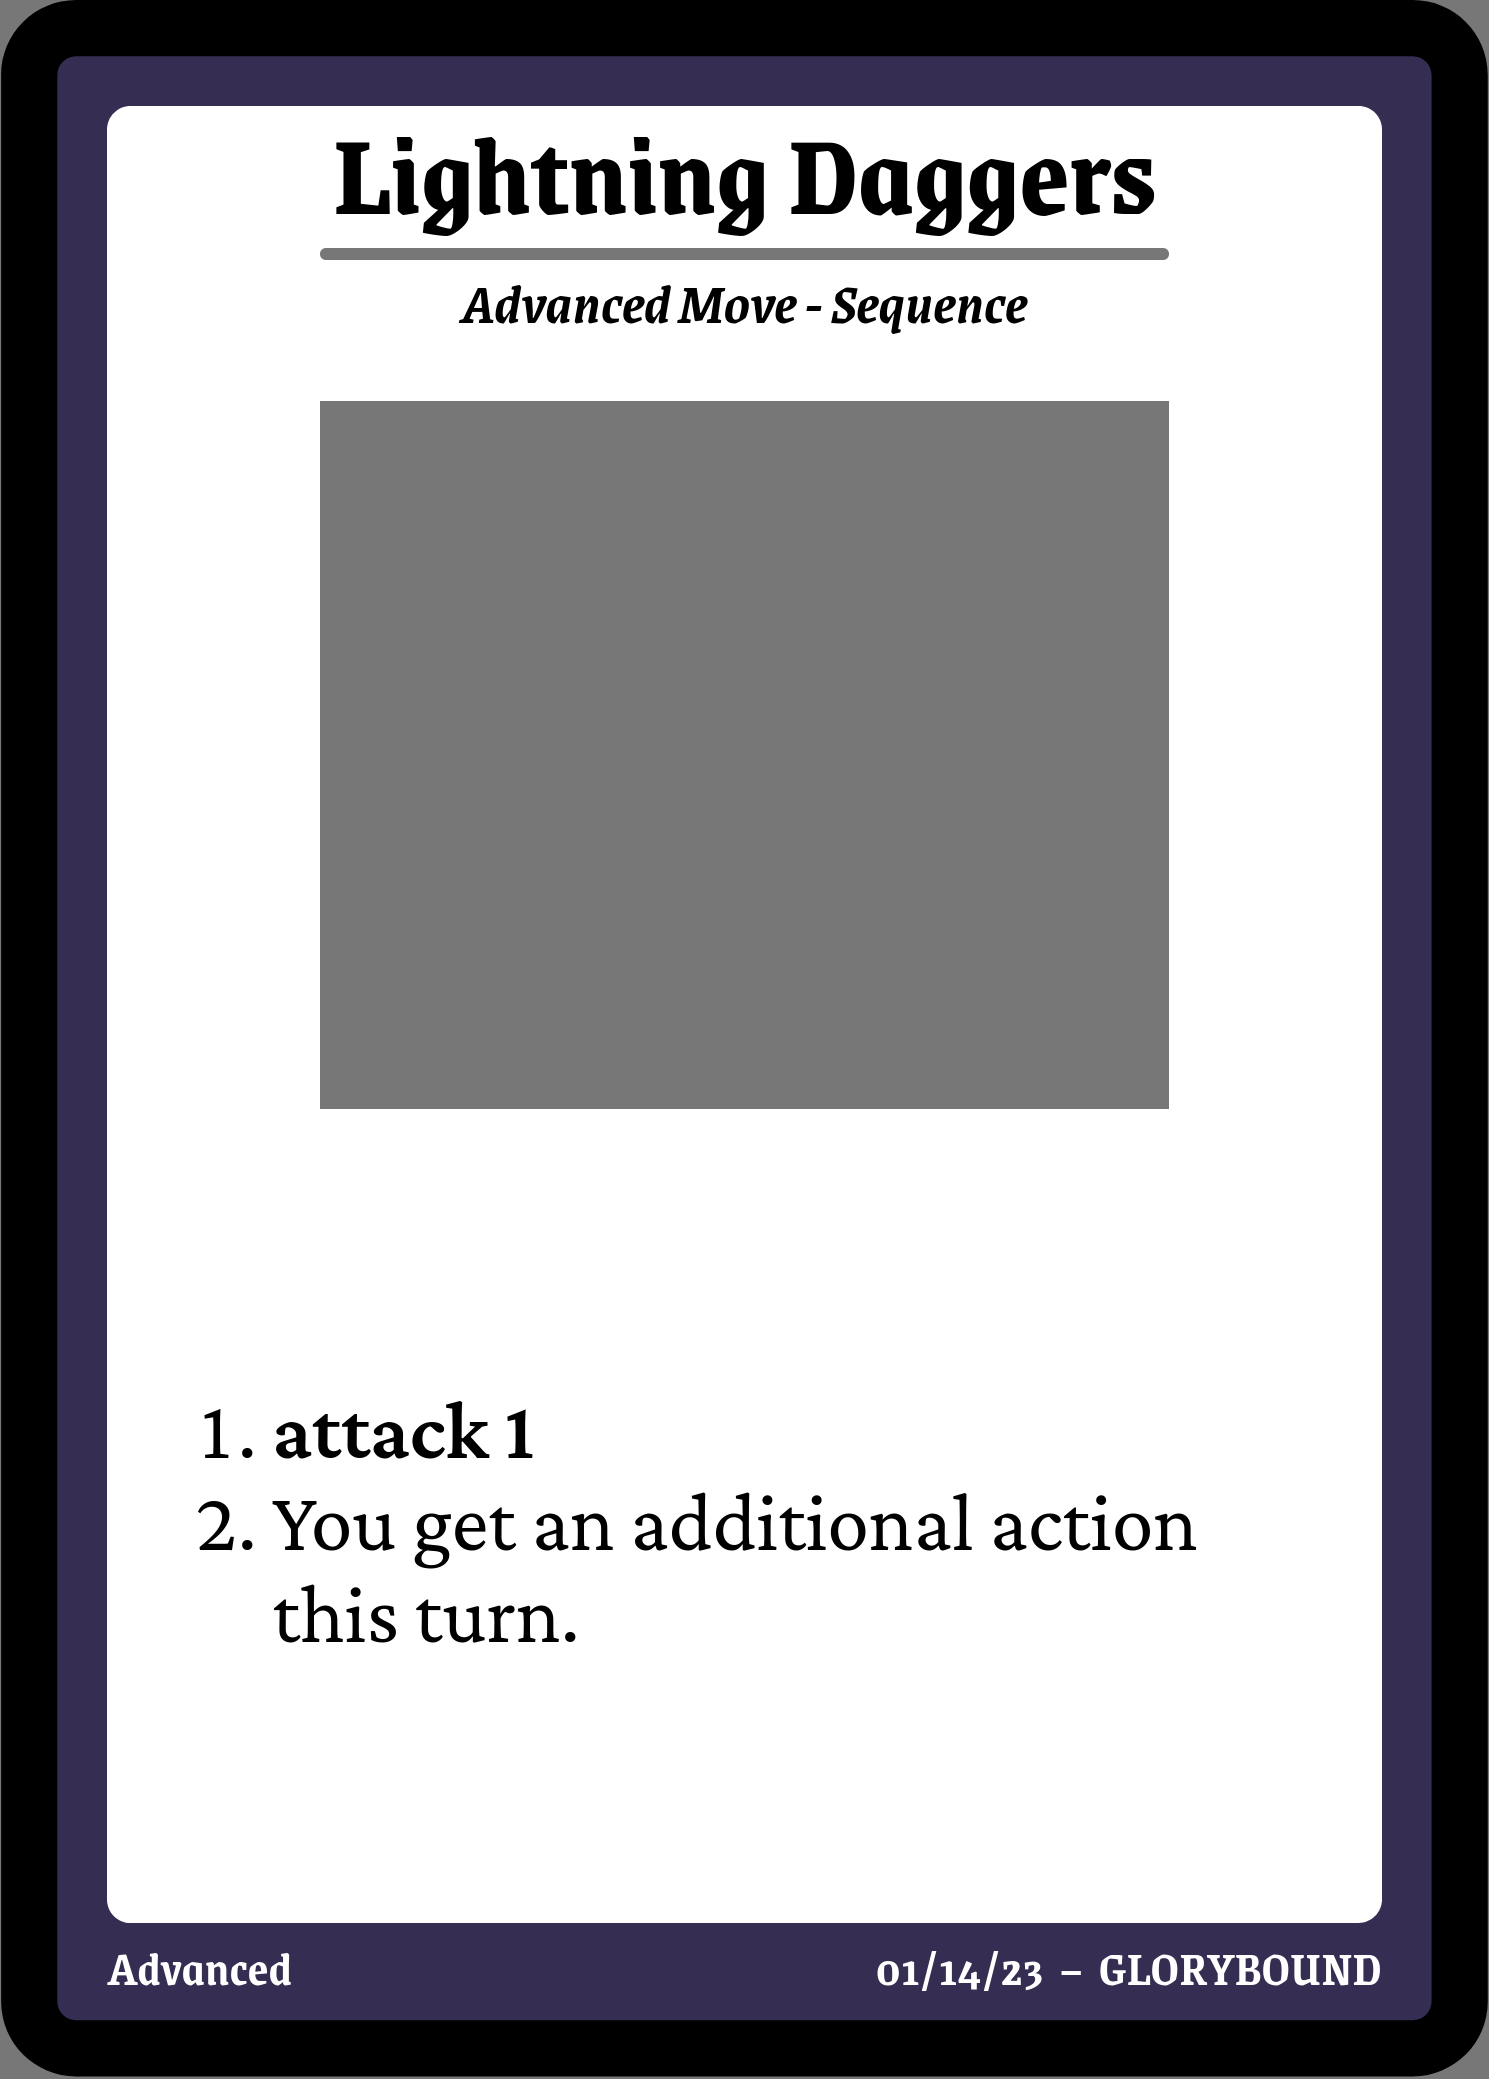 Lightning Daggers
Advanced Move - Sequence
1. attack 1
2. You get an additional action
this turn.
Advanced
01/14/23 – GLORYBOUND